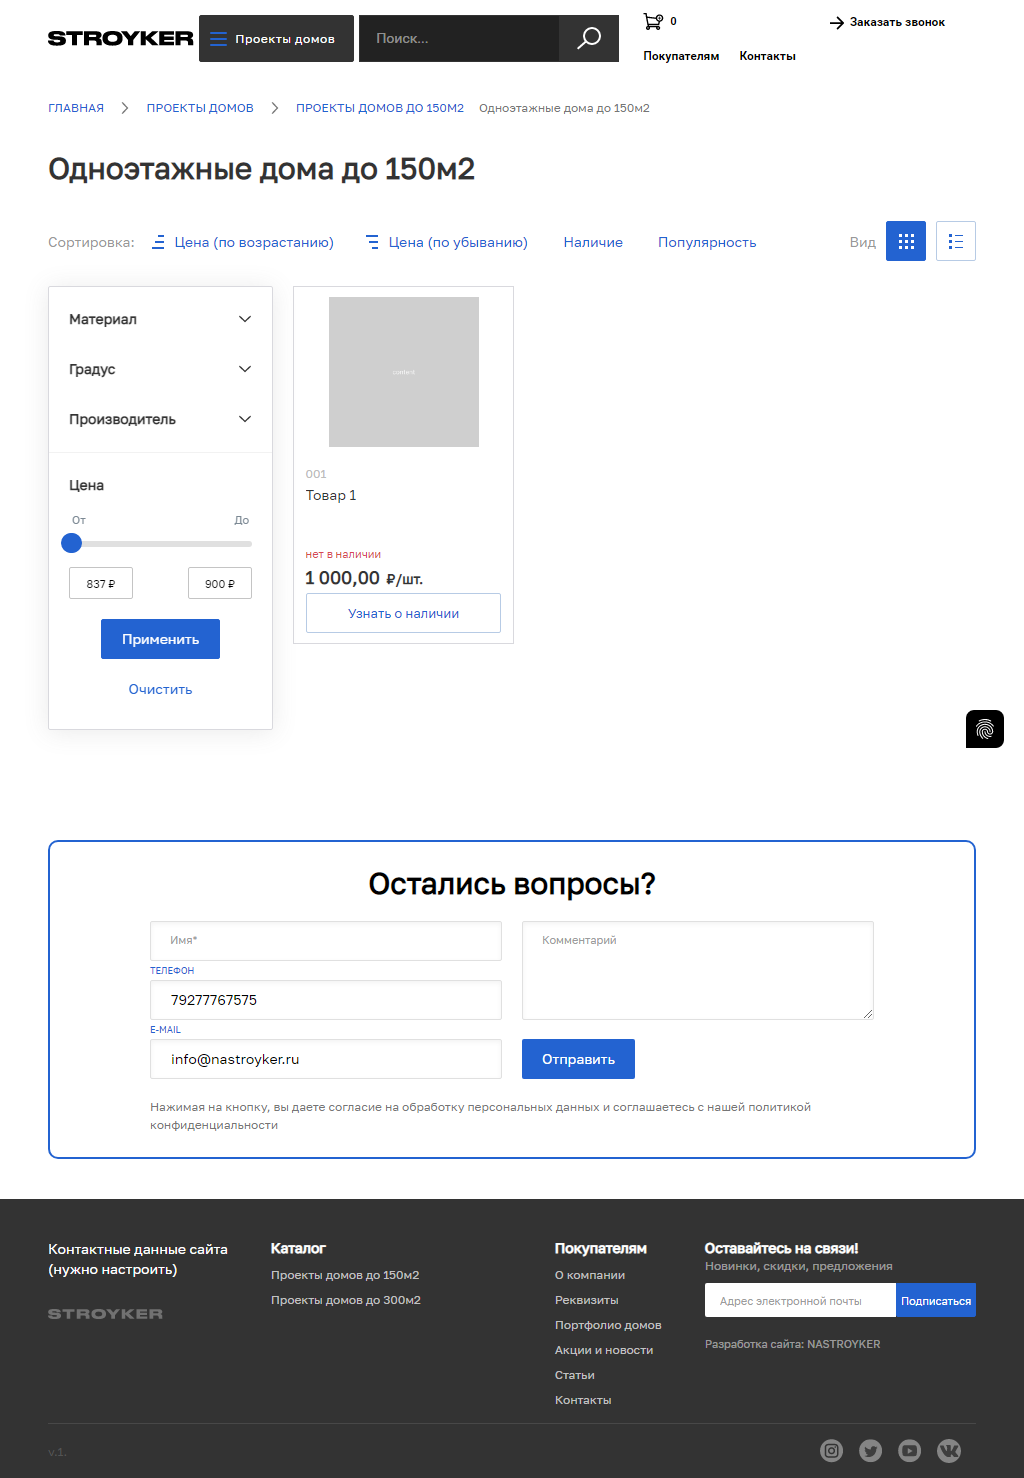 STROYKER
Проекты домов
Поиск...
0
Заказать звонок
Покупателям
Контакты
ГЛАВНАЯ
ПРОЕКТЫ ДОМОВ
ПРОЕКТЫ ДОМОВ ДО 150М2
Одноэтажные дома до 150м2
Одноэтажные дома до 150м2
Сортировка:
Цена (по возрастанию)
Цена (по убыванию)
Наличие
Популярность
Вид
Материал
Градус
Производитель
Цена
От
До
837 ₽
900 ₽
Применить
Очистить
001
Товар 1
нет в наличии
1 000,00 ₽/шт.
Узнать о наличии
Остались вопросы?
Имя*
Комментарий
ТЕЛЕФОН
79277767575
E-MAIL
info@nastroyker.ru
Отправить
Нажимая на кнопку, вы даете согласие на обработку персональных данных и соглашаетесь с нашей политикой
конфиденциальности
Контактные данные сайта
(нужно настроить)
STROYKER
Каталог
Проекты домов до 150м2
Проекты домов до 300м2
Покупателям
О компании
Реквизиты
Портфолио домов
Акции и новости
Статьи
Контакты
Оставайтесь на связи!
Новинки, скидки, предложения
Адрес электронной почты
Подписаться
Разработка сайта: NASTROYKER
v.1.